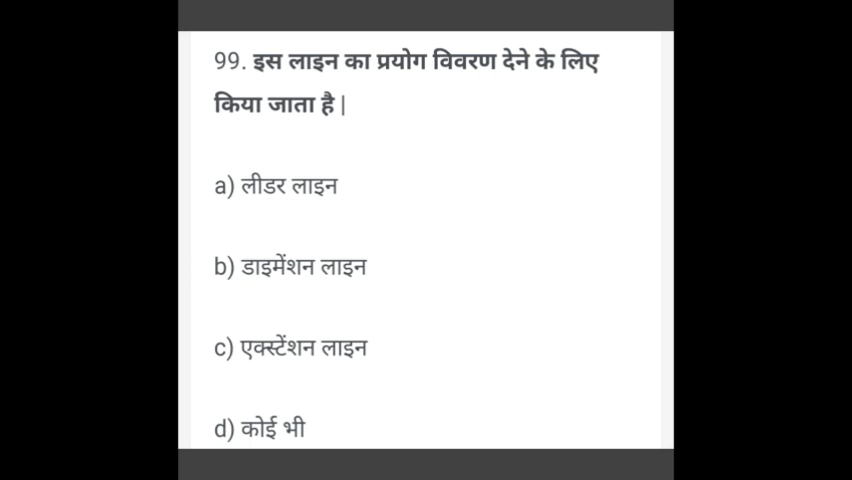 99. इस लाइन का प्रयोग विवरण देने के लिए
किया जाता है |
a) लीडर लाइन
b) डाइमेंशन लाइन
c) एक्स्टेंशन लाइन
d) कोई भी